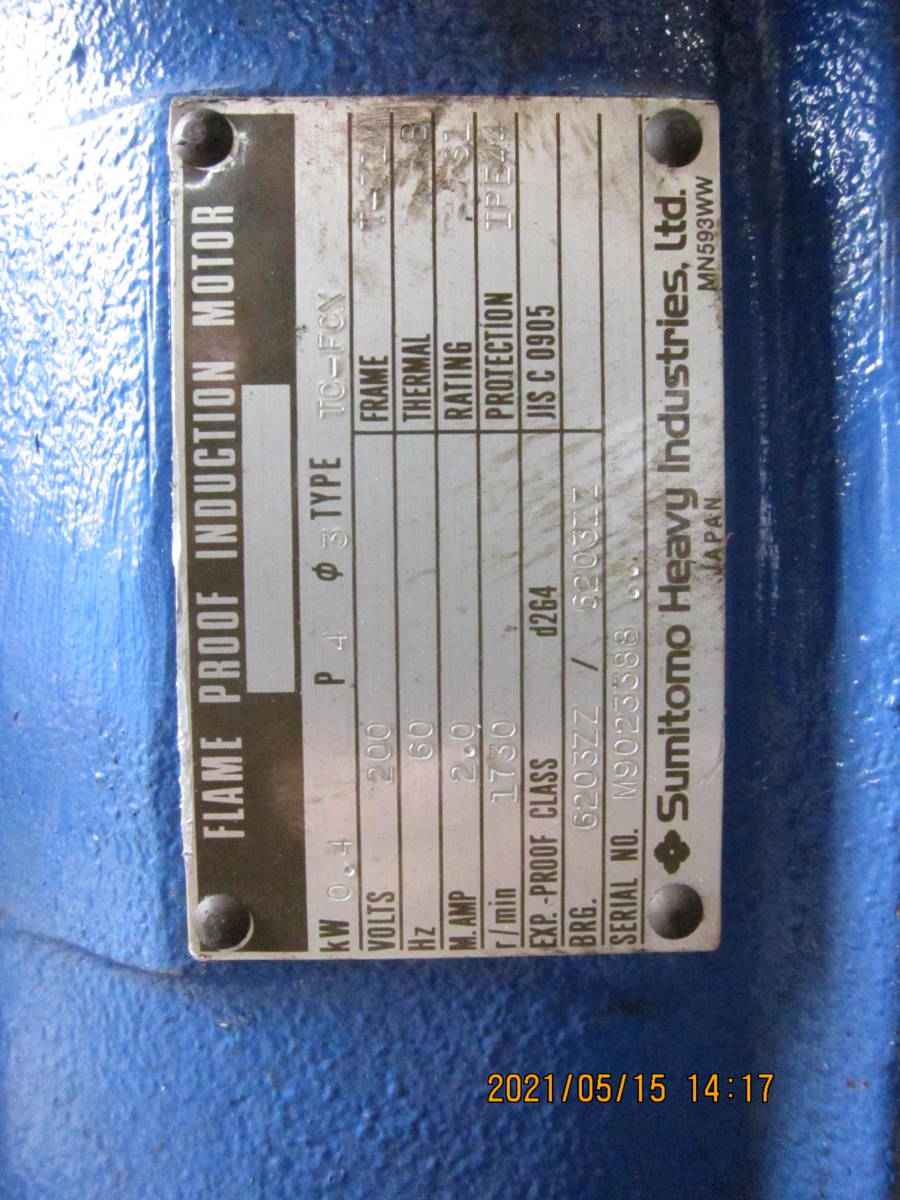 FLAME PROOF INDUCTION MOTOR
kW 0.4 P 4 φ 3 TYPE TC-FCX
VOLTS 200 FRAME
Hz 60 THERMAL B
M. AMP 2.0 RATING S1
r/min 1730 PROTECTION IPE44
EXP.-PROOF CLASS d2G4 JIS C 0905
BRG. 6203ZZ / 6203ZZ
SERIAL NO. M9023388
Sumitomo Heavy Industries, Ltd.
JAPAN MN593WW
2021/05/15 14:17